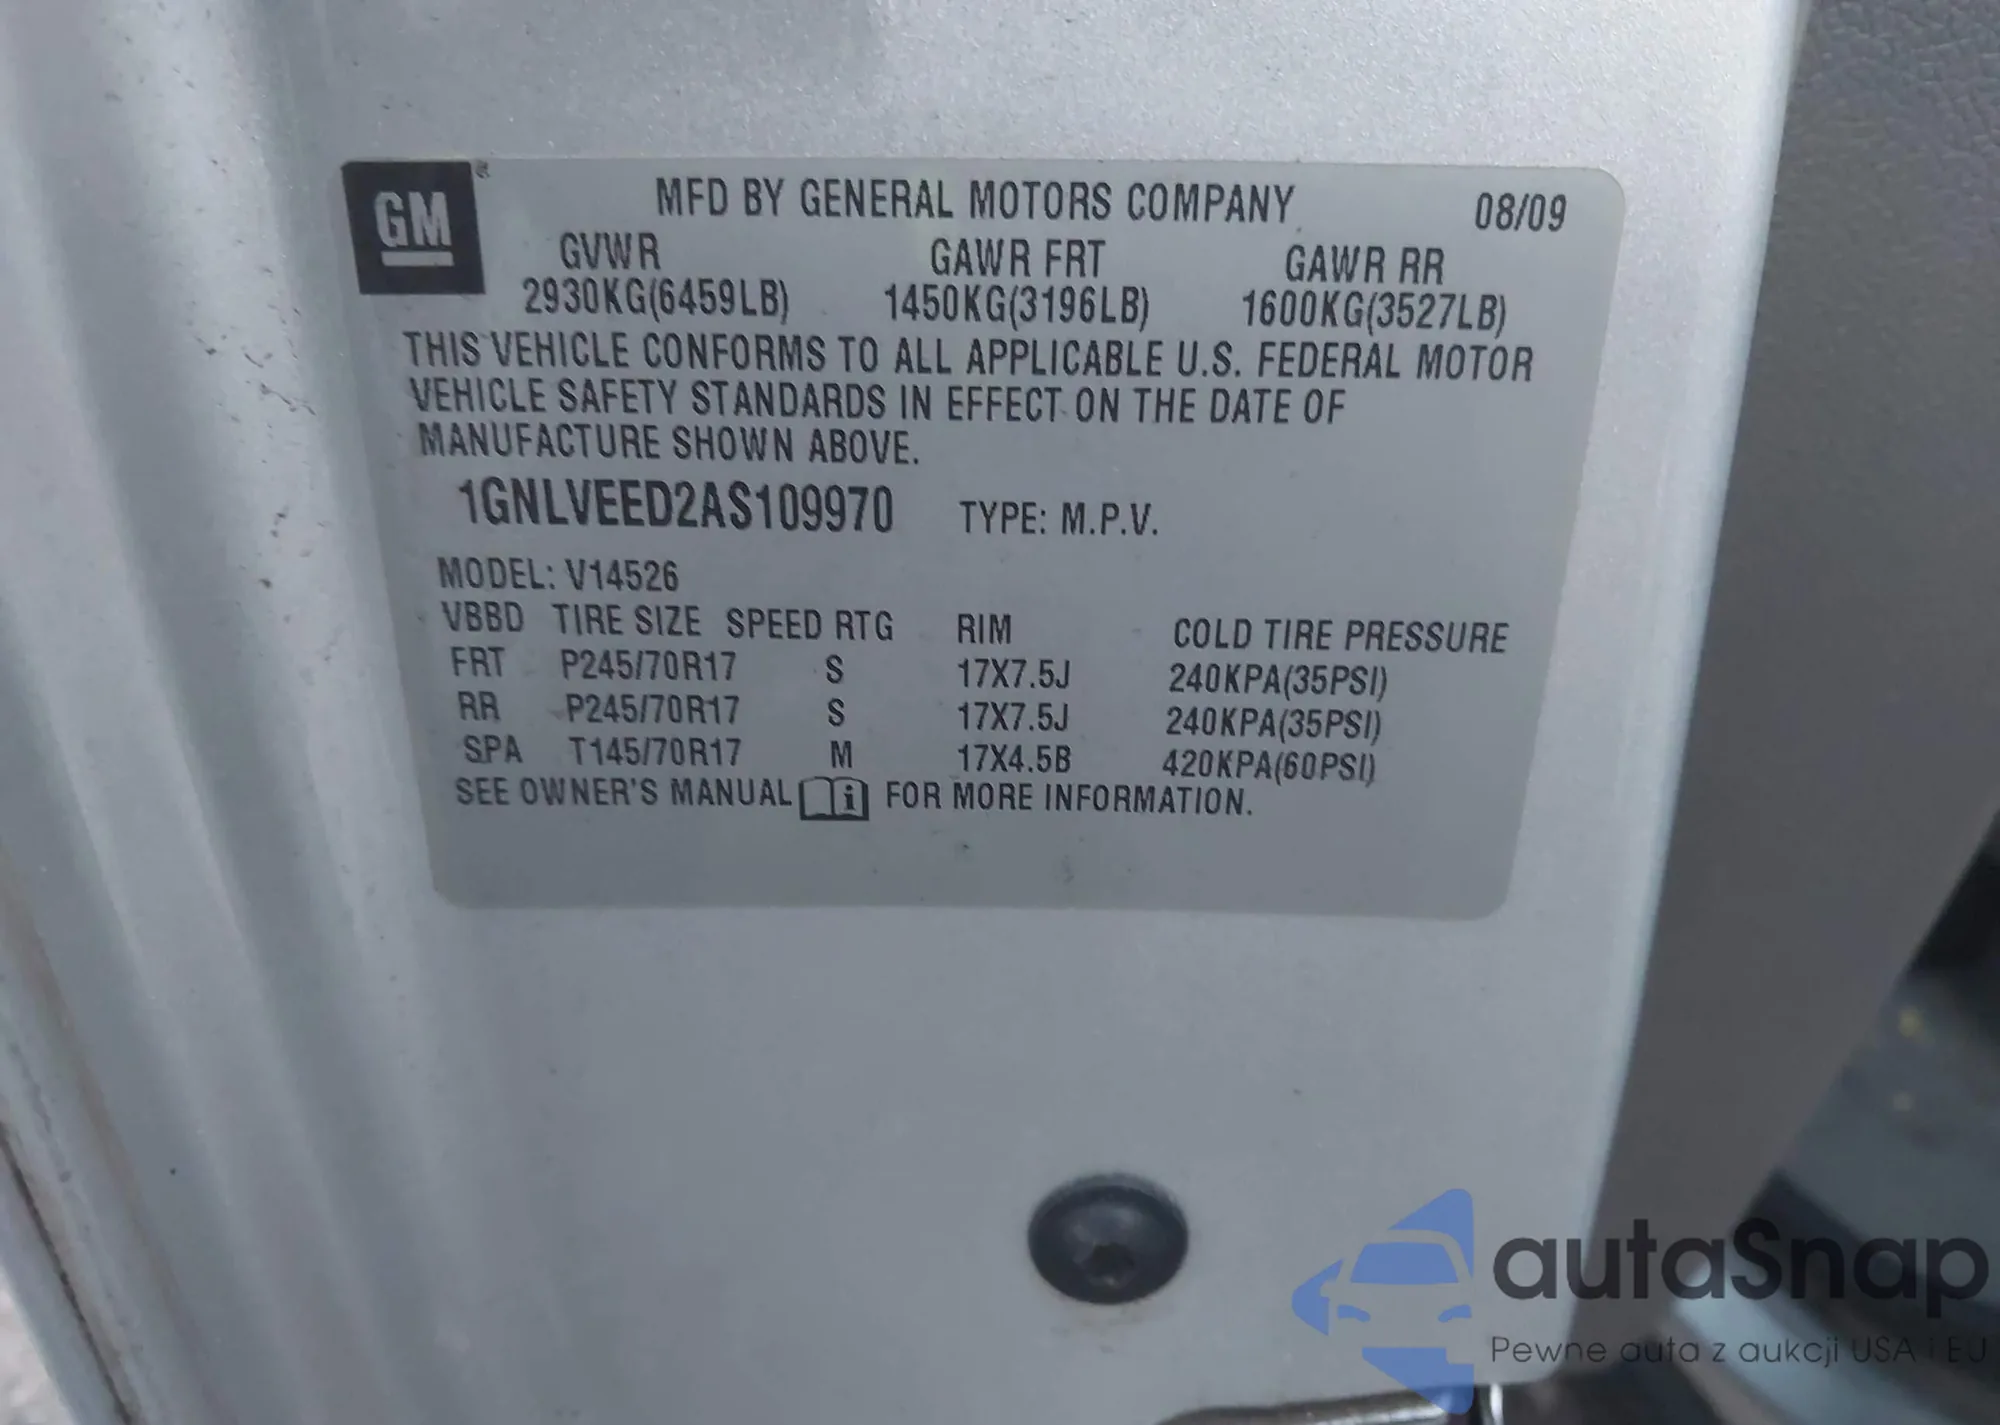 GM ®
MFD BY GENERAL MOTORS COMPANY 08/09
GVWR GAWR FRT GAWR RR
2930KG(6459LB) 1450KG(3196LB) 1600KG(3527LB)
THIS VEHICLE CONFORMS TO ALL APPLICABLE U.S. FEDERAL MOTOR
VEHICLE SAFETY STANDARDS IN EFFECT ON THE DATE OF
MANUFACTURE SHOWN ABOVE.
1GNLVEED2AS109970 TYPE: M.P.V.
MODEL: V14526
VBBD TIRE SIZE SPEED RTG RIM COLD TIRE PRESSURE
FRT P245/70R17 S 17X7.5J 240KPA(35PSI)
RR P245/70R17 S 17X7.5J 240KPA(35PSI)
SPA T145/70R17 M 17X4.5B 420KPA(60PSI)
SEE OWNER'S MANUAL i FOR MORE INFORMATION.
autaSnap
Pewne auta z aukcji USA i EU